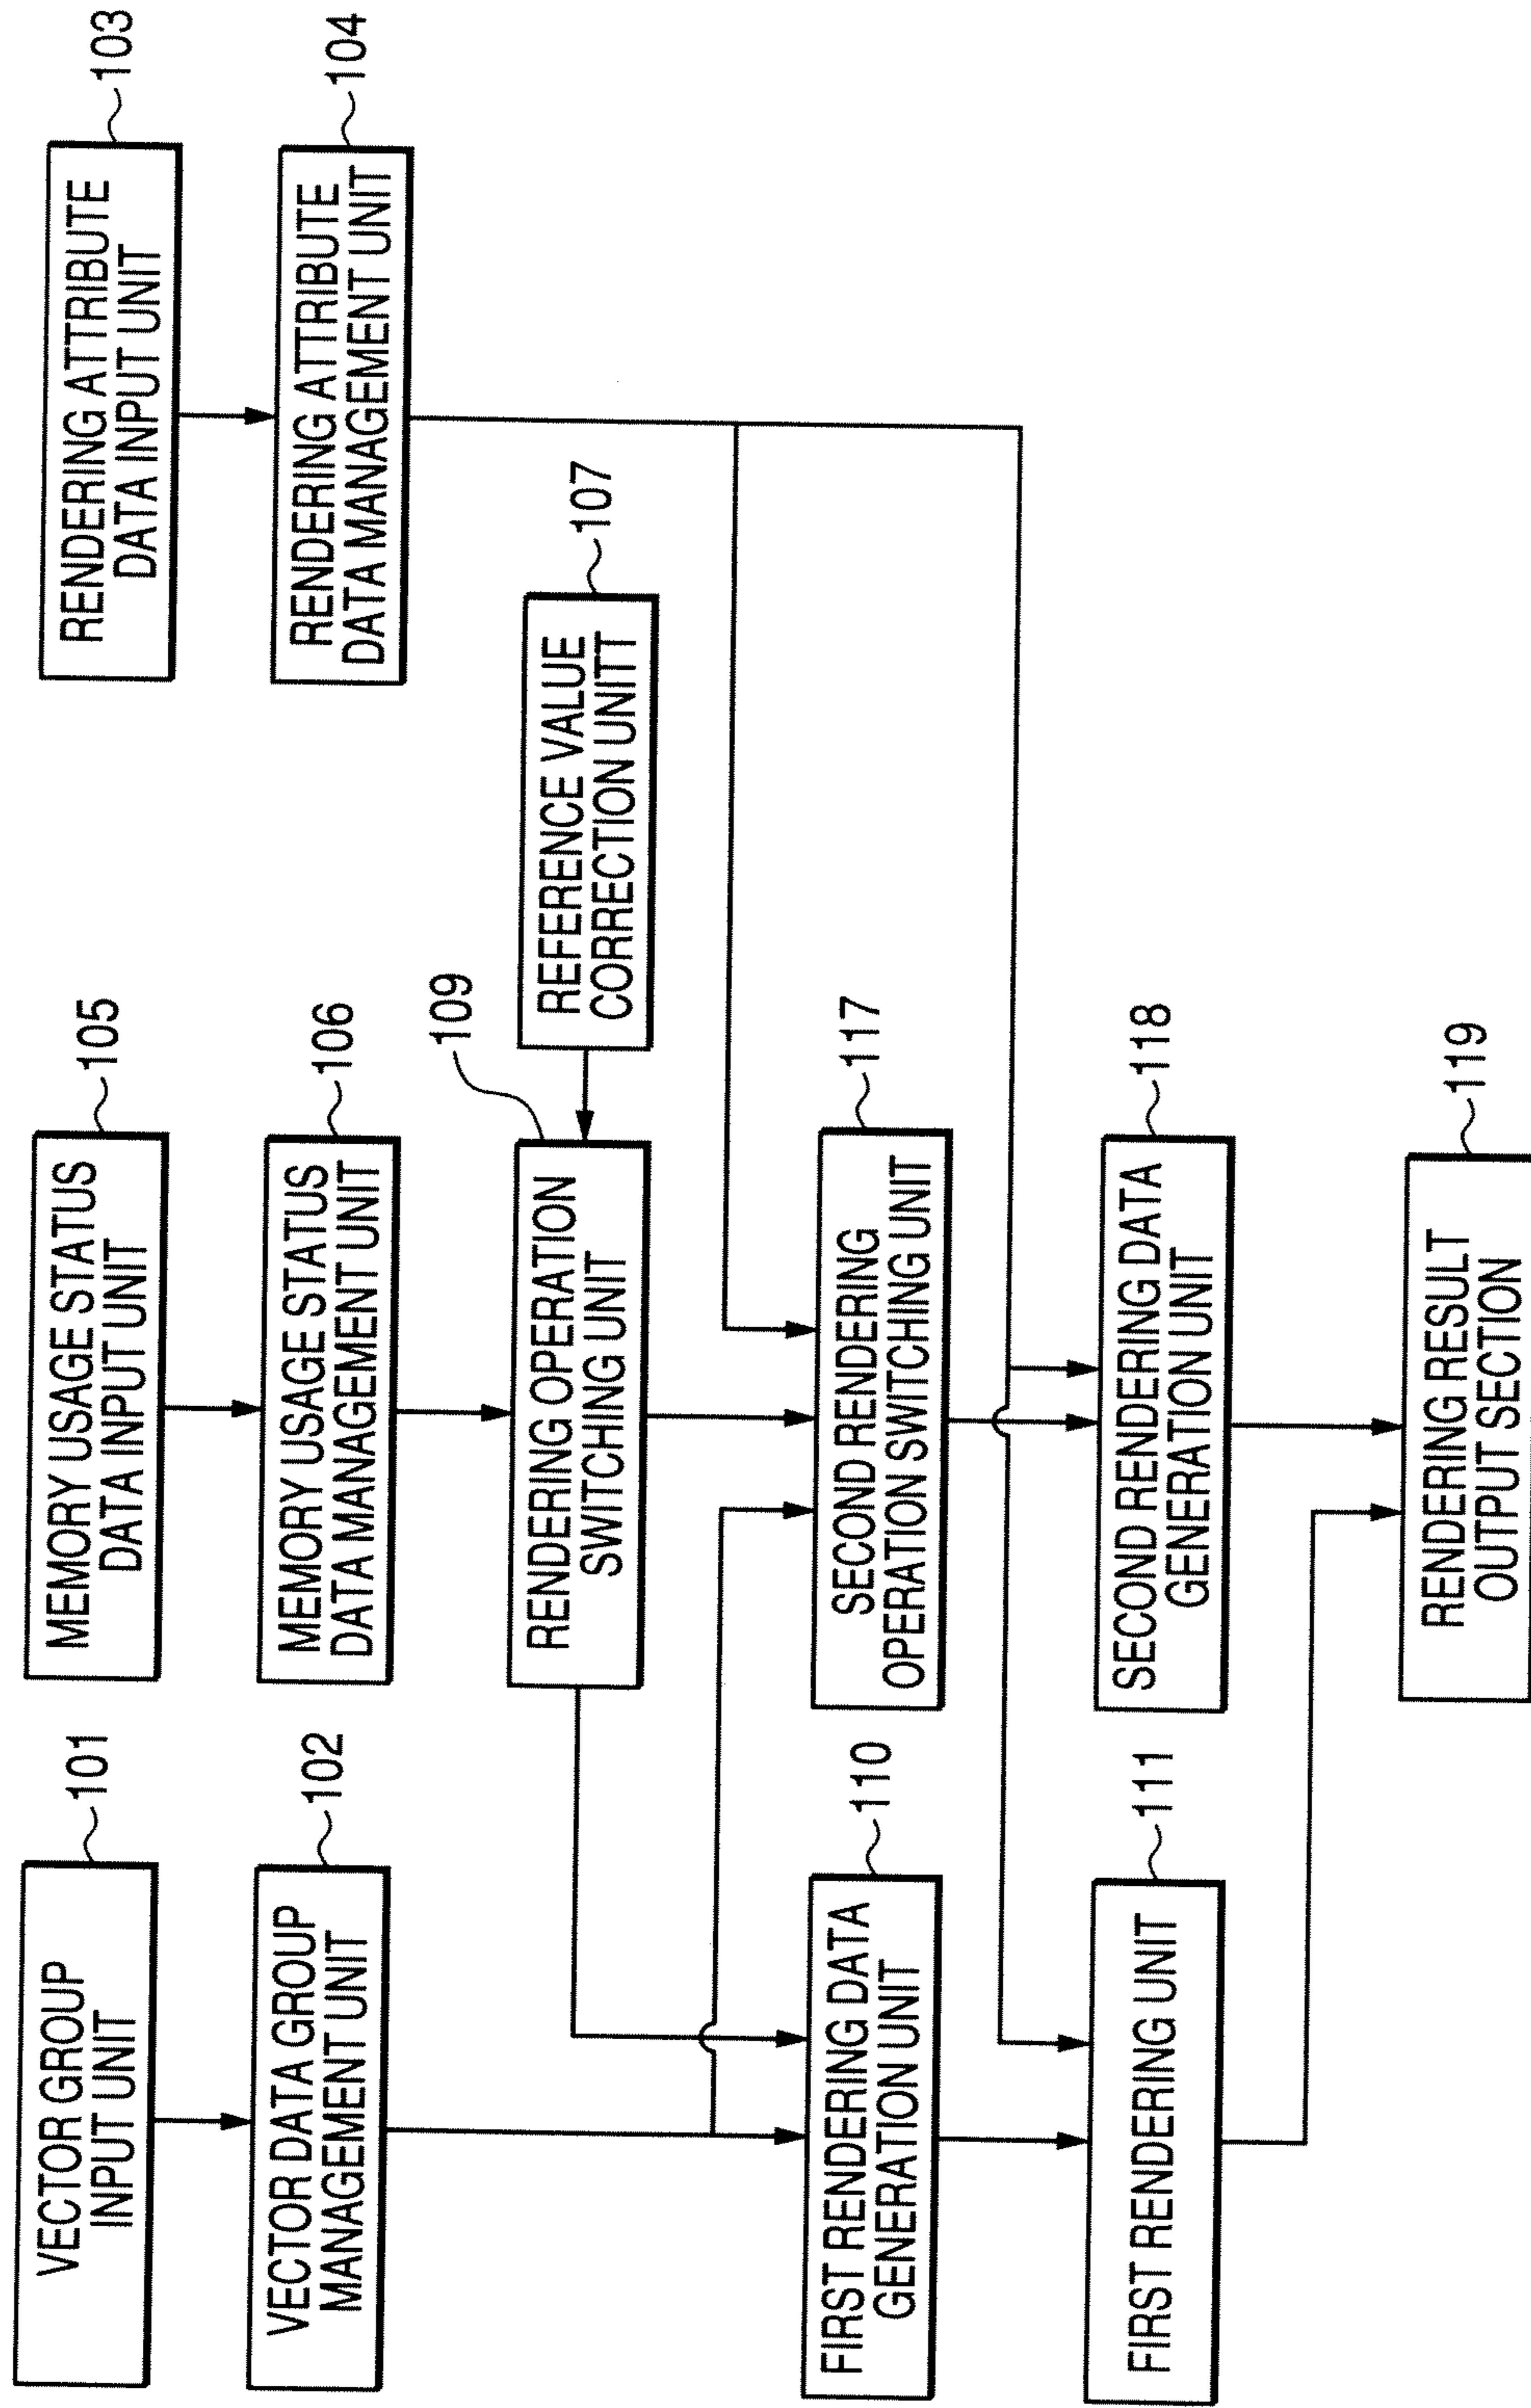 VECTOR GROUP
INPUT UNIT
101
MEMORY USAGE STATUS
DATA INPUT UNIT
105
RENDERING ATTRIBUTE
DATA INPUT UNIT
103
VECTOR DATA GROUP
MANAGEMENT UNIT
102
MEMORY USAGE STATUS
DATA MANAGEMENT UNIT
106
RENDERING ATTRIBUTE
DATA MANAGEMENT UNIT
104
RENDERING OPERATION
SWITCHING UNIT
109
REFERENCE VALUE
CORRECTION UNITT
107
FIRST RENDERING DATA
GENERATION UNIT
110
SECOND RENDERING
OPERATION SWITCHING UNIT
117
FIRST RENDERING UNIT
111
SECOND RENDERING DATA
GENERATION UNIT
118
RENDERING RESULT
OUTPUT SECTION
119